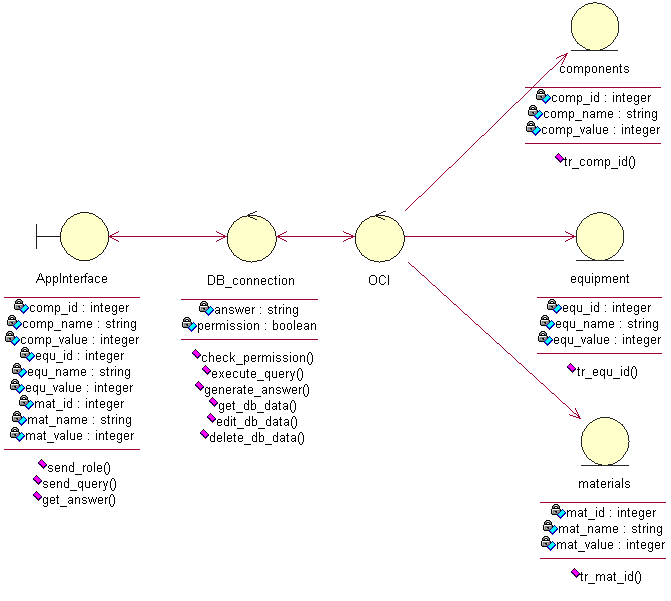 components
comp_id : integer
comp_name : string
comp_value : integer
tr_comp_id()
AppInterface
comp_id : integer
comp_name : string
comp_value : integer
equ_id : integer
equ_name : string
equ_value : integer
mat_id : integer
mat_name : string
mat_value : integer
send_role()
send_query()
get_answer()
DB_connection
answer : string
permission : boolean
check_permission()
execute_query()
generate_answer()
get_db_data()
edit_db_data()
delete_db_data()
OCI
equipment
equ_id : integer
equ_name : string
equ_value : integer
tr_equ_id()
materials
mat_id : integer
mat_name : string
mat_value : integer
tr_mat_id()